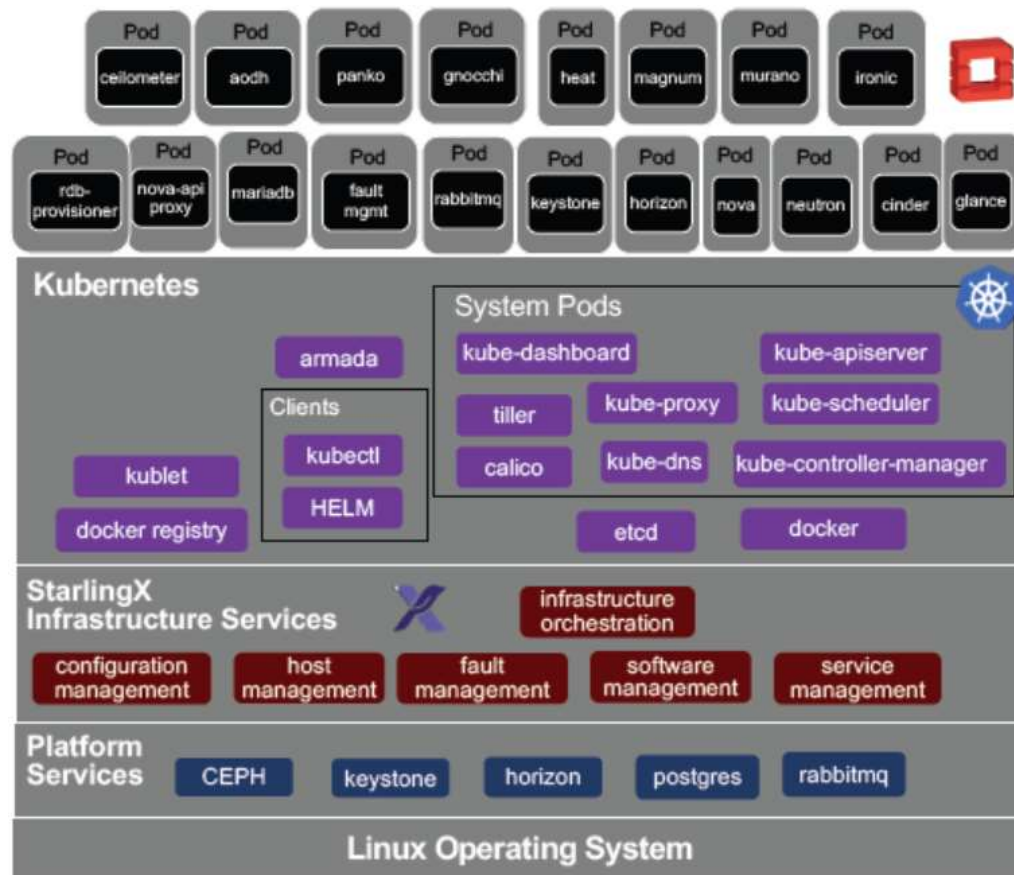 Pod Pod Pod Pod Pod Pod Pod Pod
ceilometer aodh panko gnocchi heat magnum murano ironic
Pod Pod Pod Pod Pod Pod Pod Pod Pod Pod Pod
rdb-
provisioner
nova-api
proxy
mariadb
fault
mgmt
rabbitmq
keystone
horizon
nova
neutron
cinder
glance
Kubernetes
System Pods
armada
kube-dashboard
kube-apiserver
Clients
tiller
kube-proxy
kube-scheduler
kubectl
kublet
calico
kube-dns
kube-controller-manager
HELM
docker registry
etcd
docker
StarlingX
Infrastructure Services
infrastructure
orchestration
configuration
management
host
management
fault
management
software
management
service
management
Platform
Services
CEPH
keystone
horizon
postgres
rabbitmq
Linux Operating System